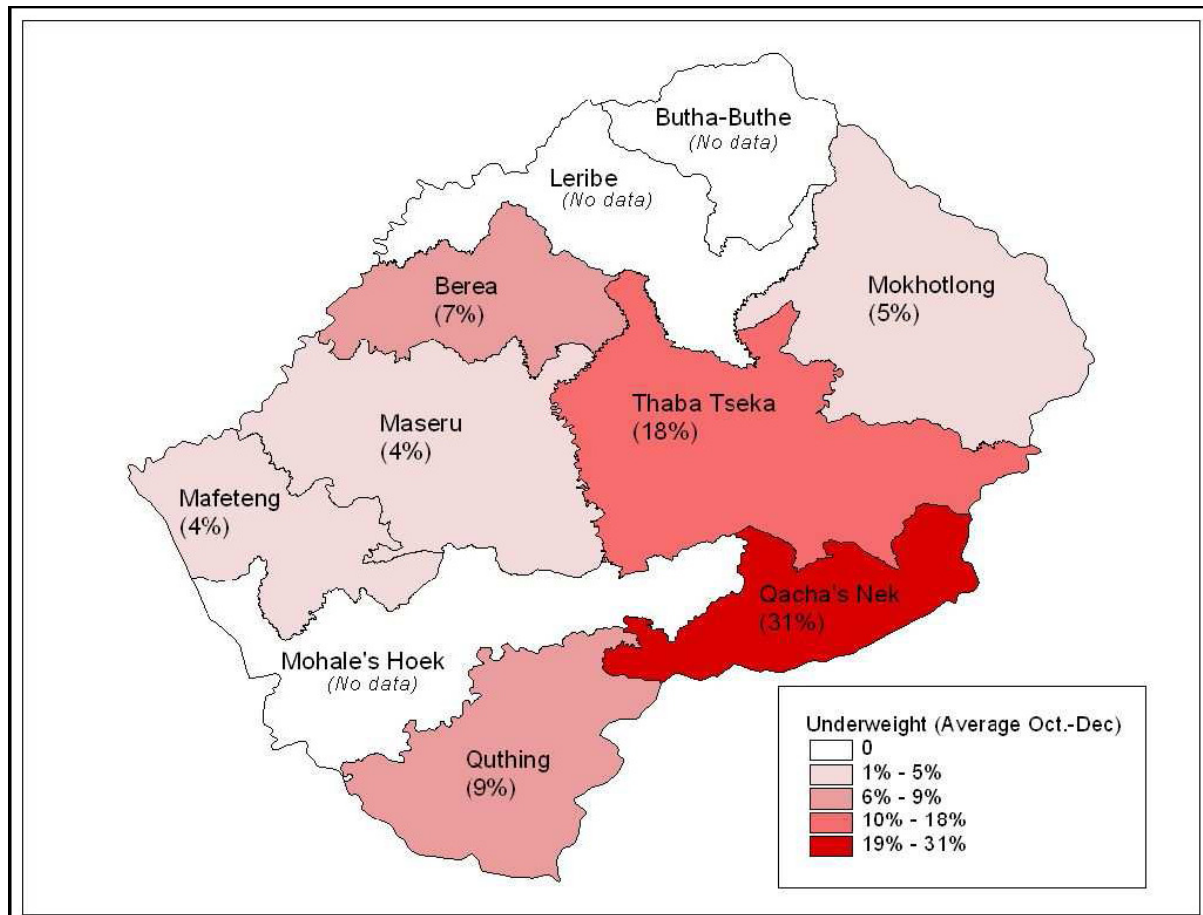 Butha-Buthe
(No data)
Leribe
(No data)
Mokhotlong
(5%)
Berea
(7%)
Thaba Tseka
(18%)
Maseru
(4%)
Mafeteng
(4%)
Qacha's Nek
(31%)
Mohale's Hoek
(No data)
Quthing
(9%)
Underweight (Average Oct.-Dec)
0
1% - 5%
6% - 9%
10% - 18%
19% - 31%